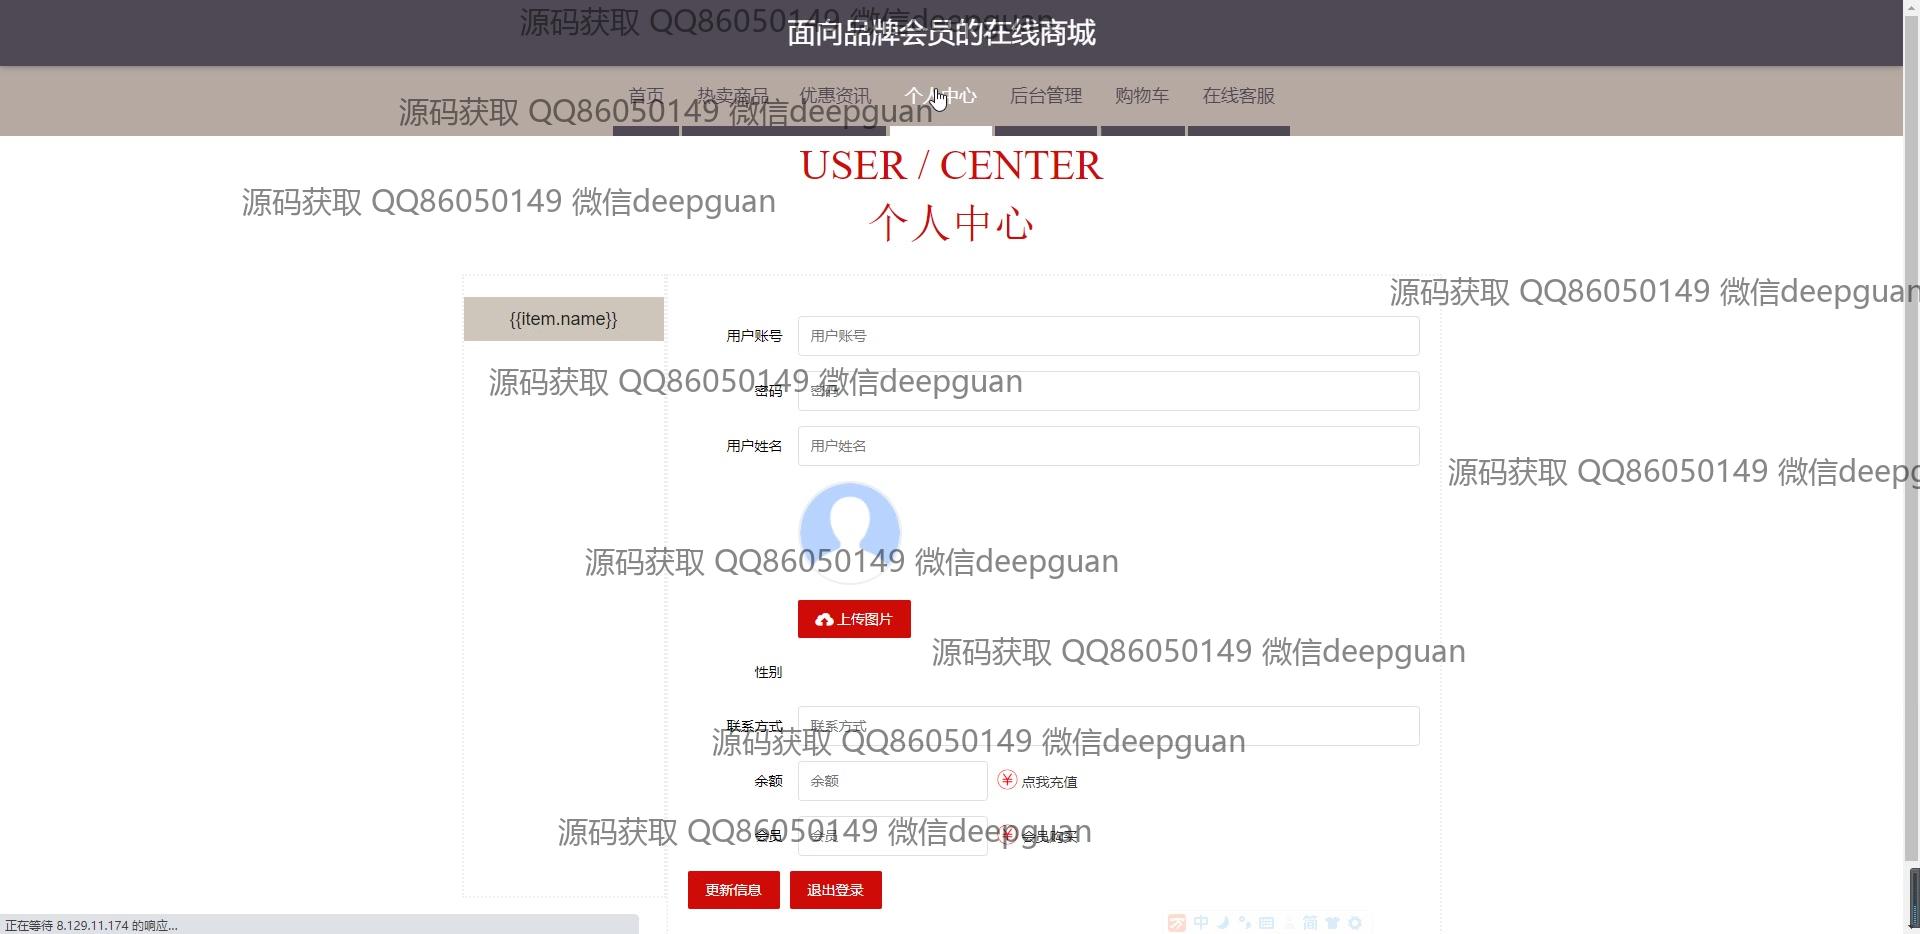 源码获取 QQ86050149 微信deepguan
面向品牌会员的在线商城
首页 热卖商品 优惠资讯 个人中心 后台管理 购物车 在线客服
源码获取 QQ86050149 微信deepguan
USER / CENTER
源码获取 QQ86050149 微信deepguan
个人中心
源码获取 QQ86050149 微信deepguan
{{item.name}}
用户账号 用户账号
源码获取 QQ86050149 微信deepguan
密码 密码
用户姓名 用户姓名
源码获取 QQ86050149 微信deepg
源码获取 QQ86050149 微信deepguan
上传图片
源码获取 QQ86050149 微信deepguan
性别
联系方式 联系方式
源码获取 QQ86050149 微信deepguan
余额 余额 ¥ 点我充值
源码获取 QQ86050149 微信deepguan
会员 会员 ¥ 会员购买
更新信息 退出登录
正在等待 8.129.11.174 的响应...
中 简